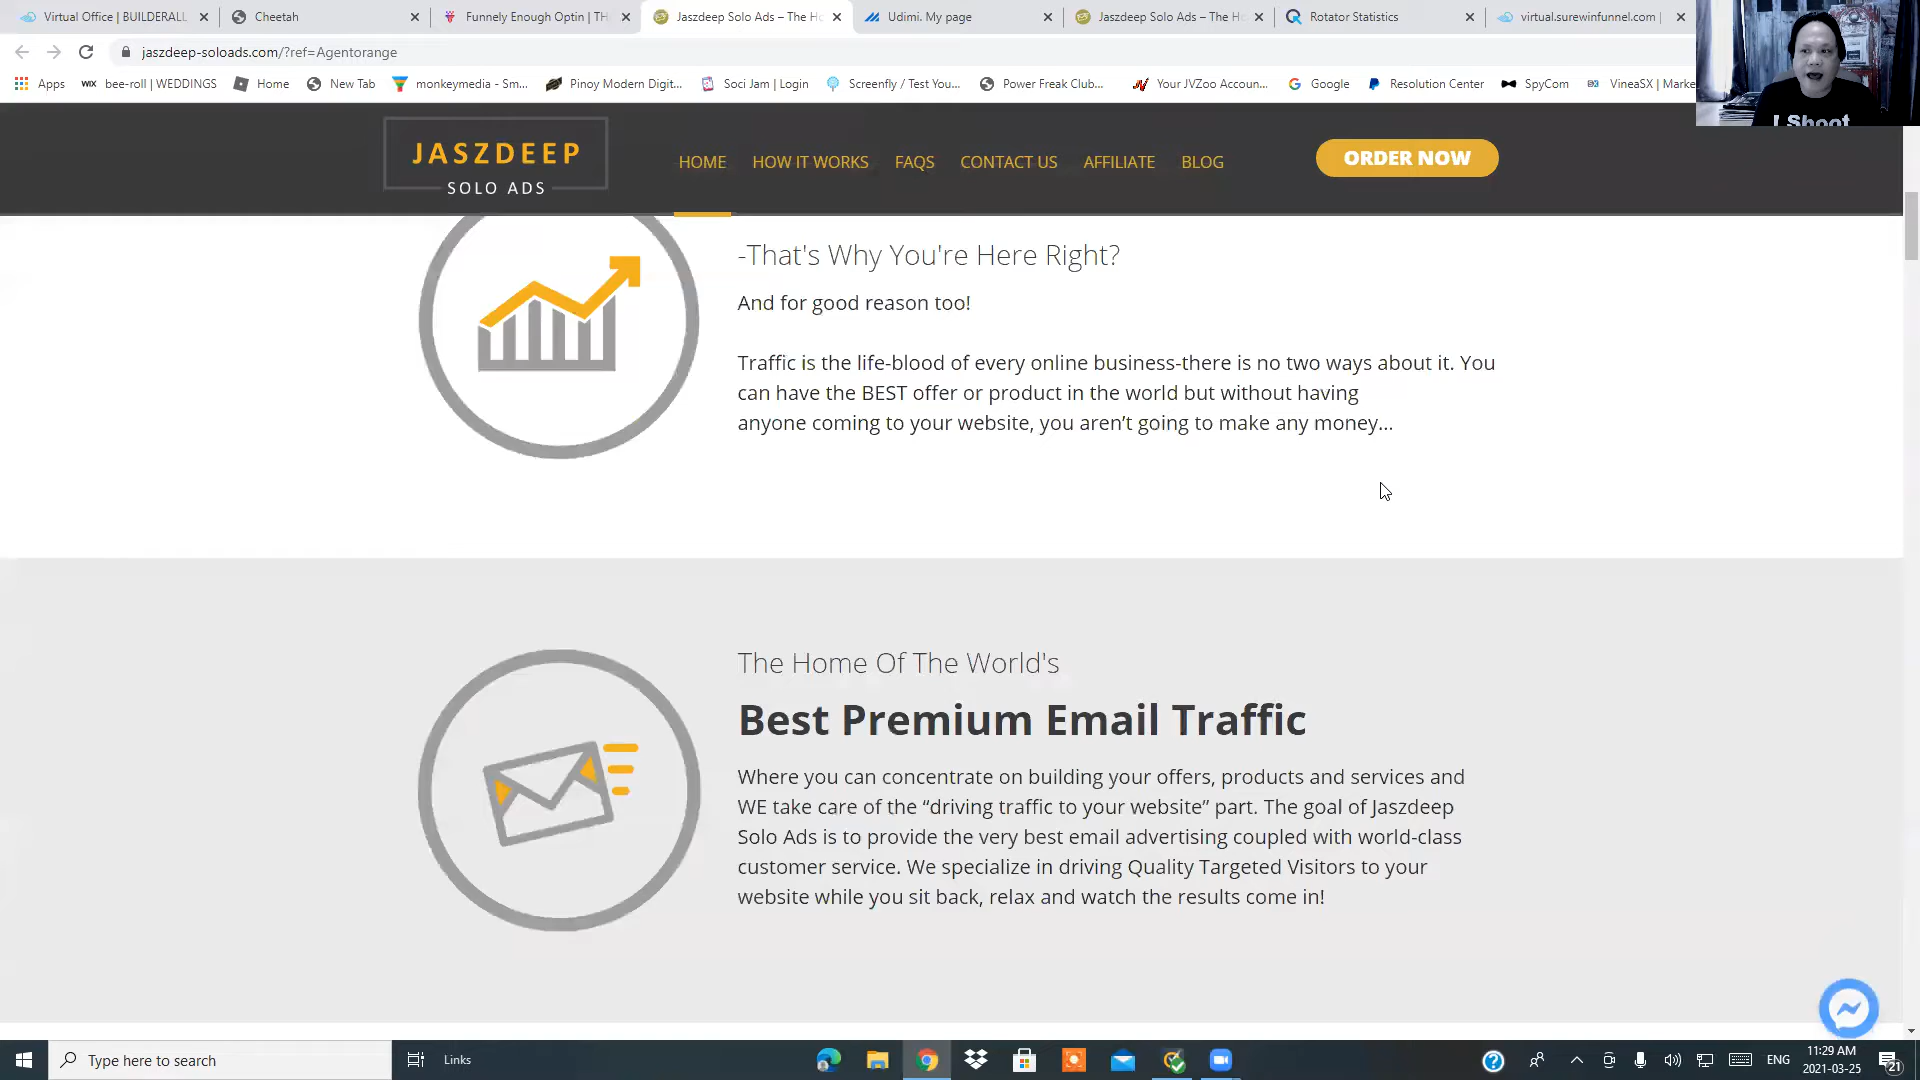 Virtual Office | BUILDERALL
Cheetah
Funnely Enough Optin | TH
Jaszdeep Solo Ads – The Ho
Udimi. My page
Jaszdeep Solo Ads – The Ho
Rotator Statistics
virtual.surewinfunnel.com |
jaszdeep-soloads.com/?ref=Agentorange
Apps
WIX bee-roll | WEDDINGS
Home
New Tab
monkeymedia - Sm...
Pinoy Modern Digit...
Soci Jam | Login
Screenfly / Test You...
Power Freak Club...
Your JVZoo Accoun...
Google
Resolution Center
SpyCom
VineaSX | Marke
I Shoot
JASZDEEP
SOLO ADS
HOME
HOW IT WORKS
FAQS
CONTACT US
AFFILIATE
BLOG
ORDER NOW
-That's Why You're Here Right?
And for good reason too!
Traffic is the life-blood of every online business-there is no two ways about it. You
can have the BEST offer or product in the world but without having
anyone coming to your website, you aren’t going to make any money...
The Home Of The World's
Best Premium Email Traffic
Where you can concentrate on building your offers, products and services and
WE take care of the “driving traffic to your website” part. The goal of Jaszdeep
Solo Ads is to provide the very best email advertising coupled with world-class
customer service. We specialize in driving Quality Targeted Visitors to your
website while you sit back, relax and watch the results come in!
Type here to search
Links
ENG
11:29 AM
2021-03-25
21